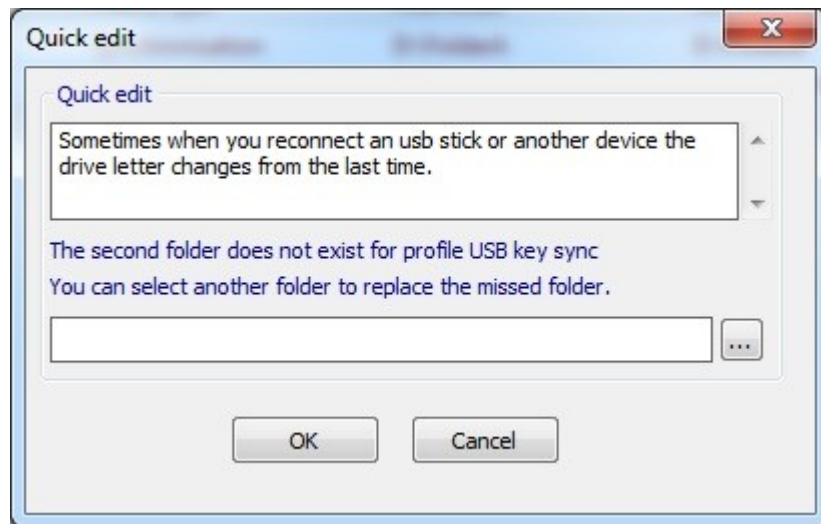 Quick edit
Quick edit
Sometimes when you reconnect an usb stick or another device the
drive letter changes from the last time.
The second folder does not exist for profile USB key sync
You can select another folder to replace the missed folder.
...
OK
Cancel